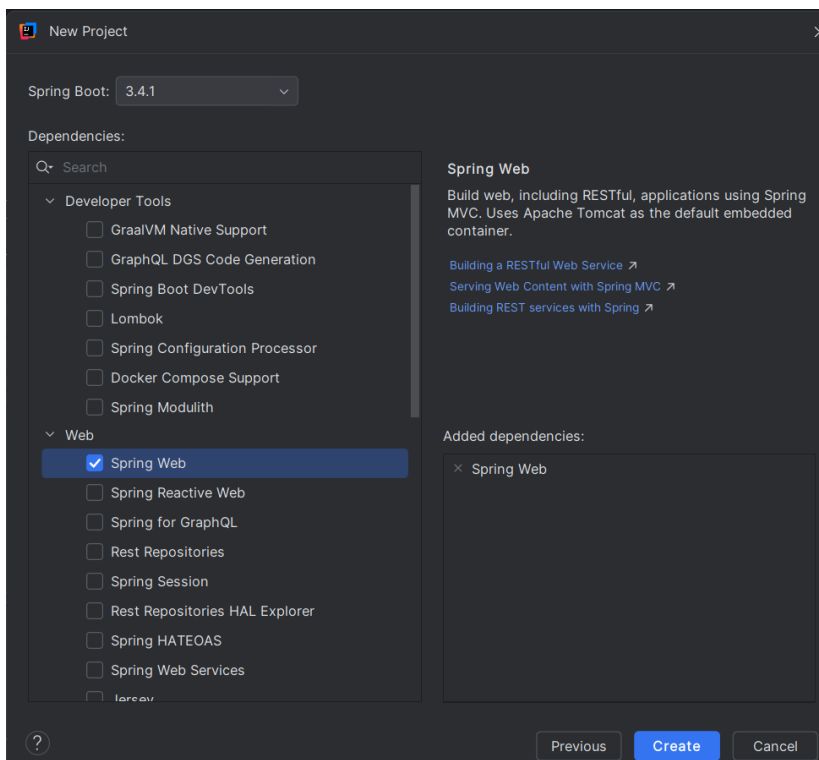 New Project
Spring Boot: 3.4.1
Dependencies:
Search
Developer Tools
GraalVM Native Support
GraphQL DGS Code Generation
Spring Boot DevTools
Lombok
Spring Configuration Processor
Docker Compose Support
Spring Modulith
Web
Spring Web
Spring Reactive Web
Spring for GraphQL
Rest Repositories
Spring Session
Rest Repositories HAL Explorer
Spring HATEOAS
Spring Web Services
Jersey
Spring Web
Build web, including RESTful, applications using Spring
MVC. Uses Apache Tomcat as the default embedded
container.
Building a RESTful Web Service ↗
Serving Web Content with Spring MVC ↗
Building REST services with Spring ↗
Added dependencies:
× Spring Web
? Previous Create Cancel